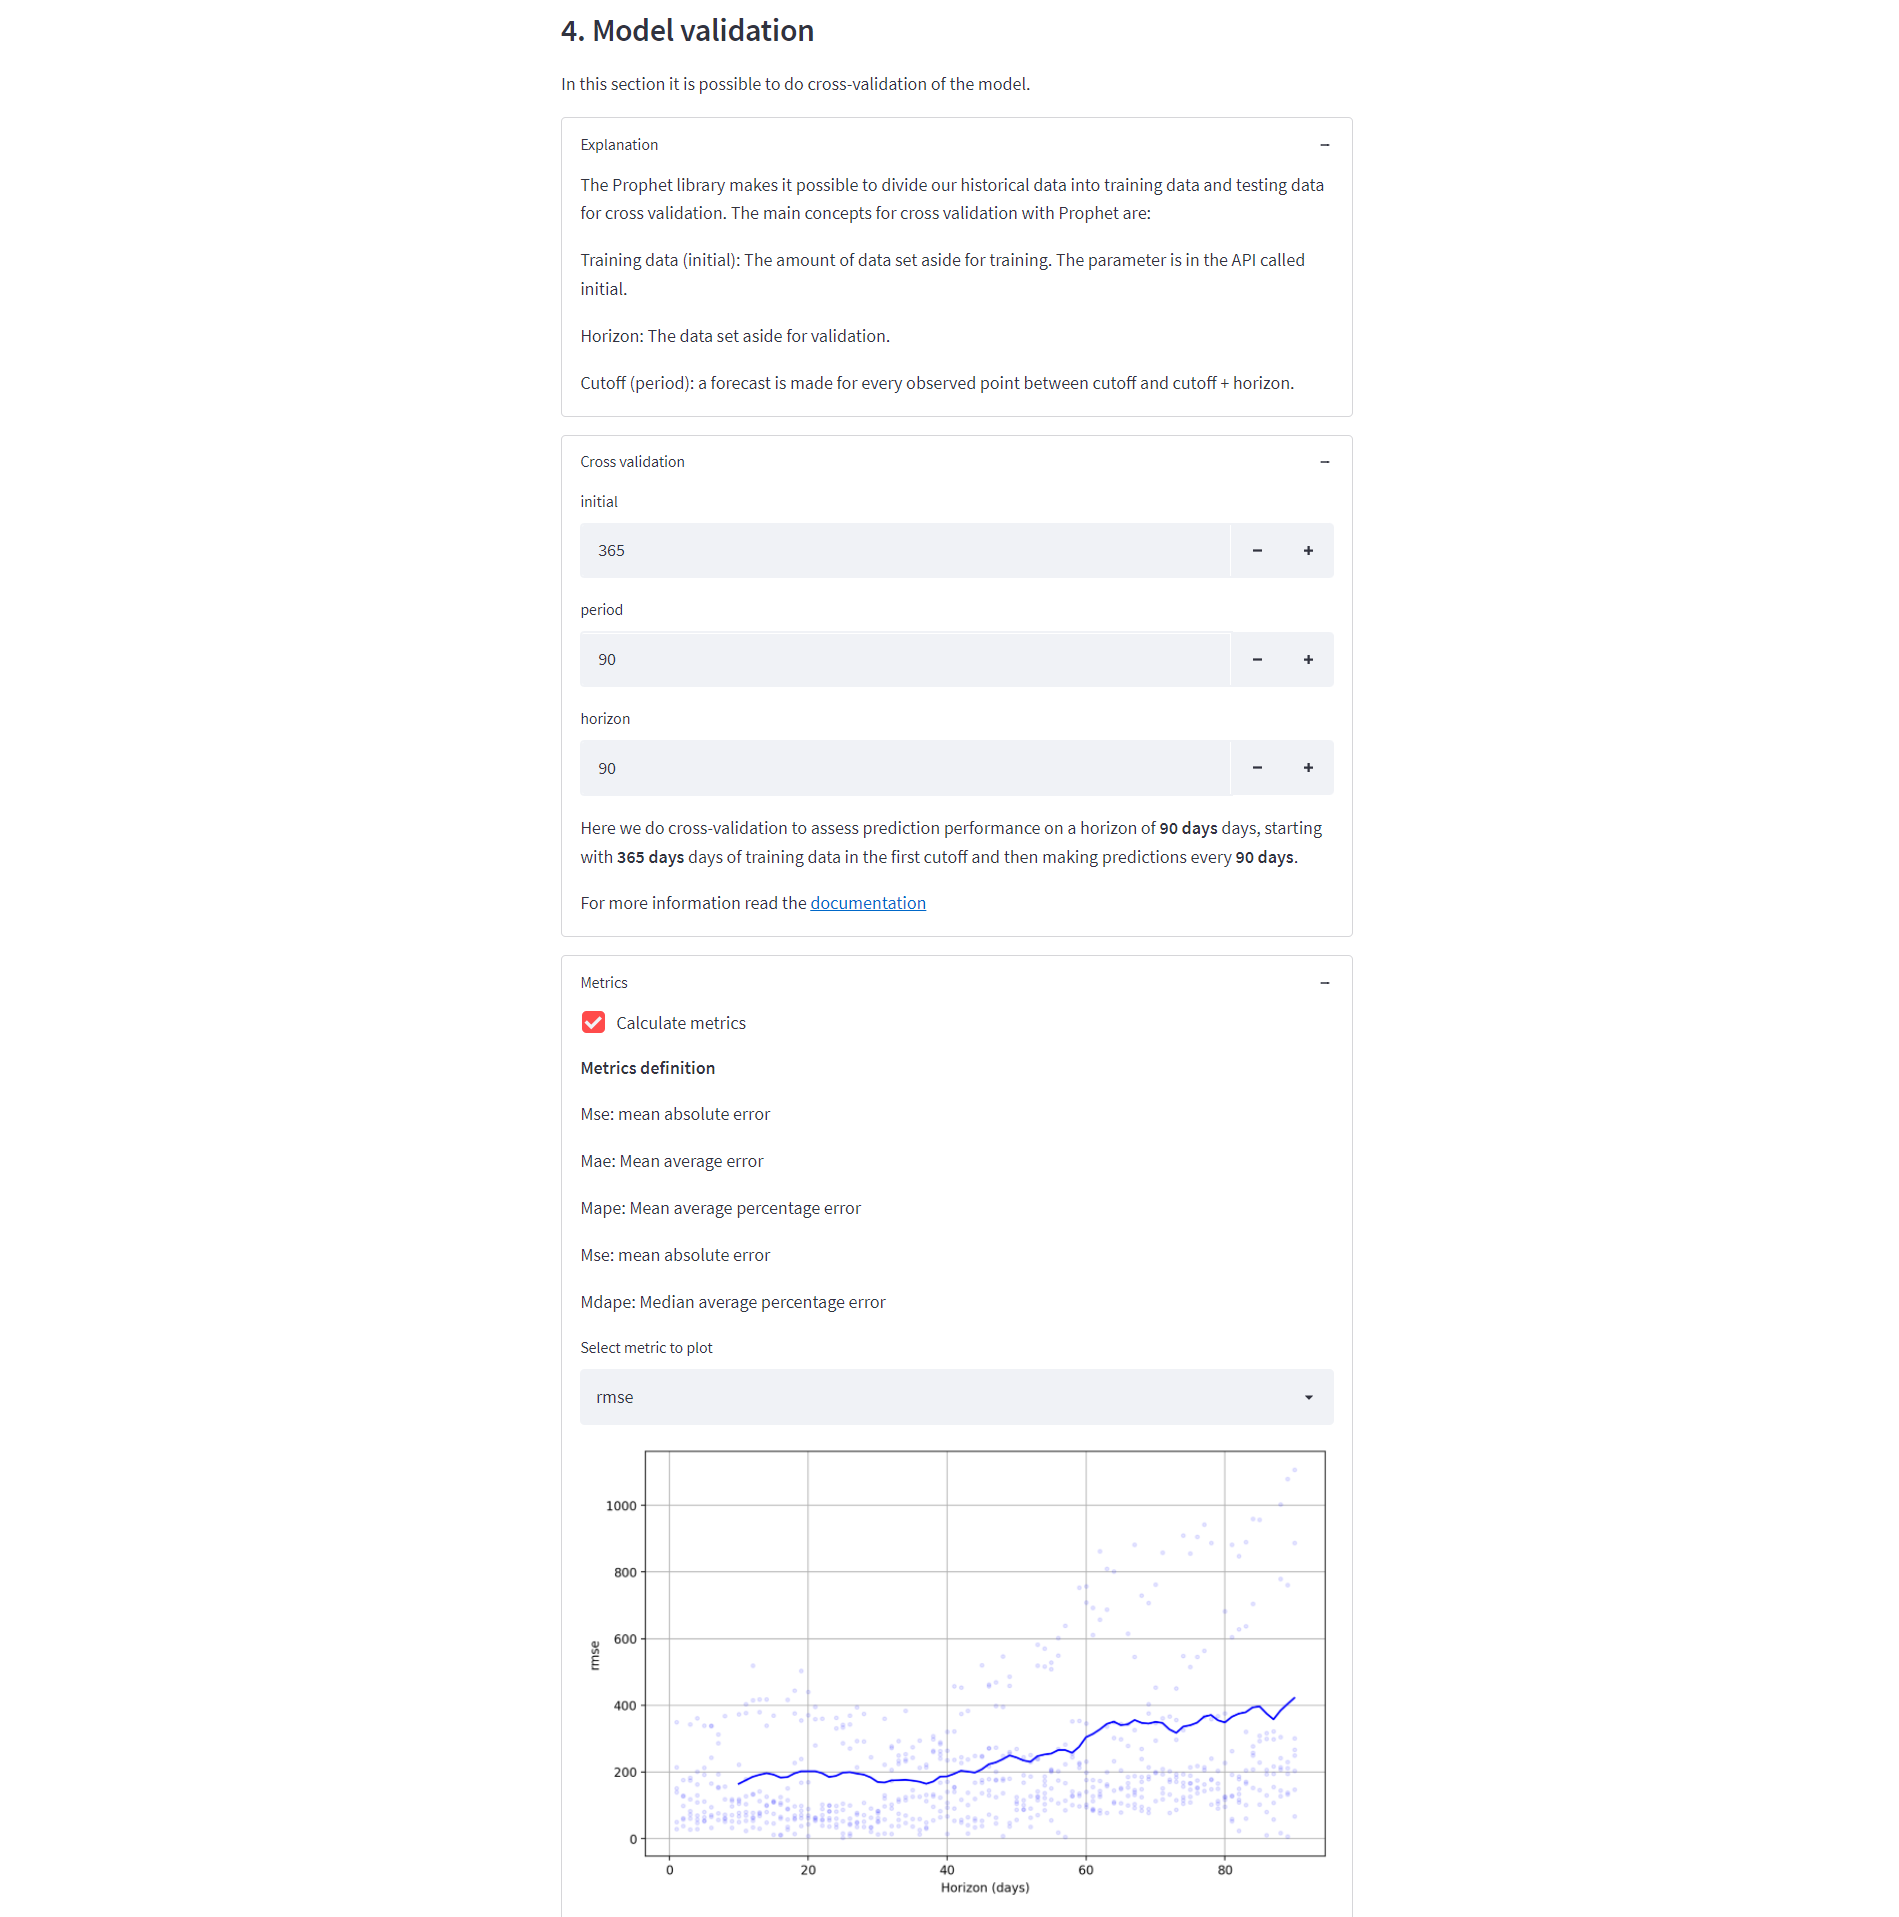 4. Model validation
In this section it is possible to do cross-validation of the model.
Explanation
The Prophet library makes it possible to divide our historical data into training data and testing data
for cross validation. The main concepts for cross validation with Prophet are:
Training data (initial): The amount of data set aside for training. The parameter is in the API called
initial.
Horizon: The data set aside for validation.
Cutoff (period): a forecast is made for every observed point between cutoff and cutoff + horizon.
Cross validation
initial
365
period
90
horizon
90
Here we do cross-validation to assess prediction performance on a horizon of 90 days days, starting
with 365 days days of training data in the first cutoff and then making predictions every 90 days.
For more information read the documentation
Metrics
Calculate metrics
Metrics definition
Mse: mean absolute error
Mae: Mean average error
Mape: Mean average percentage error
Mse: mean absolute error
Mdape: Median average percentage error
Select metric to plot
rmse
1000
800
600
rmse
400
200
0
0 20 40 60 80
Horizon (days)